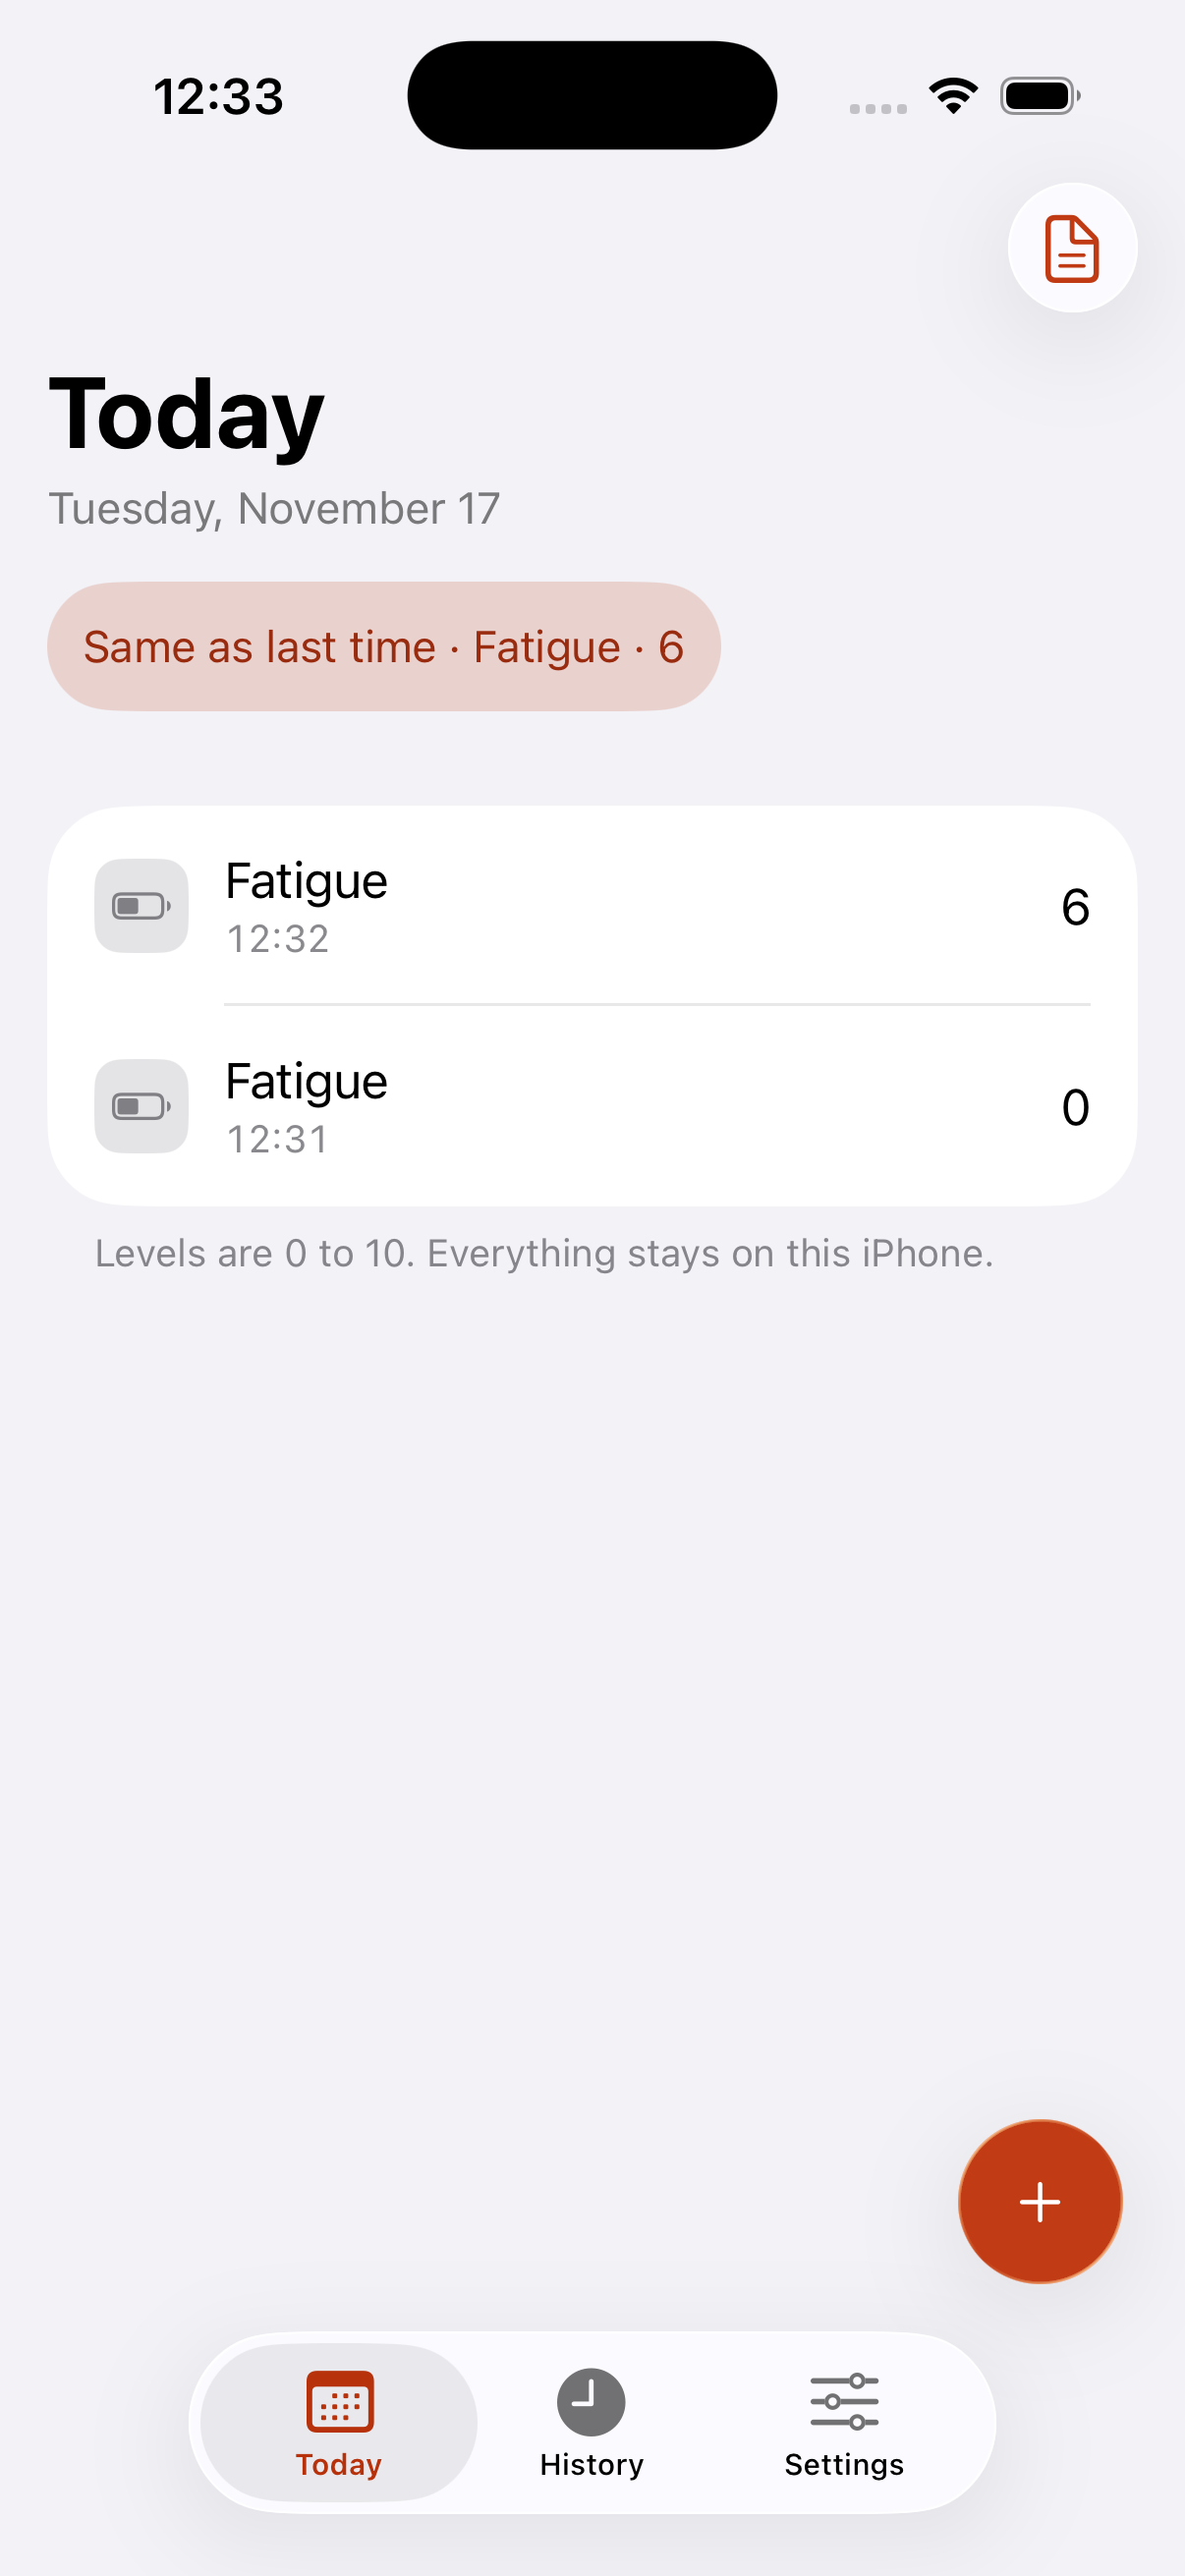 12:33
Today
Tuesday, November 17
Same as last time · Fatigue · 6
Fatigue
12:32
6
Fatigue
12:31
0
Levels are 0 to 10. Everything stays on this iPhone.
Today
History
Settings